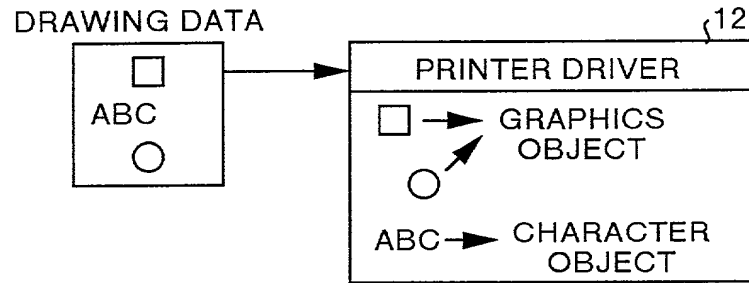 DRAWING DATA
ABC
12
PRINTER DRIVER
GRAPHICS
OBJECT
ABC
CHARACTER
OBJECT